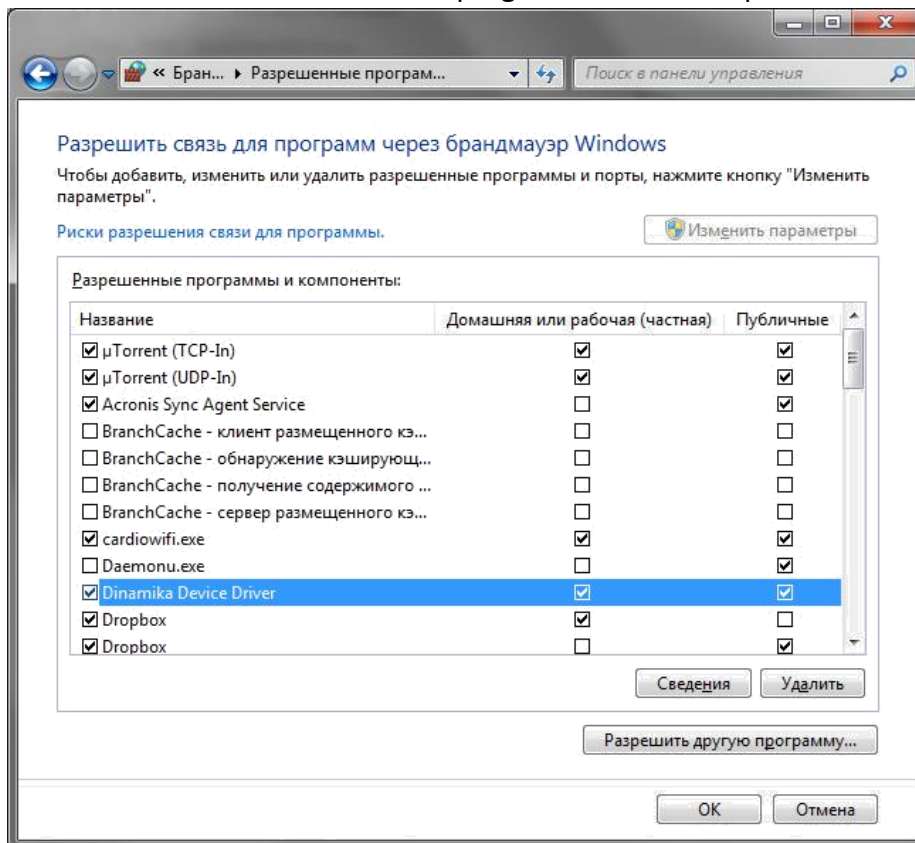 « Бран... ▸ Разрешенные програм...
Поиск в панели управления
Разрешить связь для программ через брандмауэр Windows
Чтобы добавить, изменить или удалить разрешенные программы и порты, нажмите кнопку "Изменить
параметры".
Риски разрешения связи для программы.
Изменить параметры
Разрешенные программы и компоненты:
Название Домашняя или рабочая (частная) Публичные
µTorrent (TCP-In)
µTorrent (UDP-In)
Acronis Sync Agent Service
BranchCache - клиент размещенного кэ...
BranchCache - обнаружение кэширующ...
BranchCache - получение содержимого ...
BranchCache - сервер размещенного кэ...
cardiowifi.exe
Daemonu.exe
Dinamika Device Driver
Dropbox
Dropbox
Сведения Удалить
Разрешить другую программу...
OK Отмена